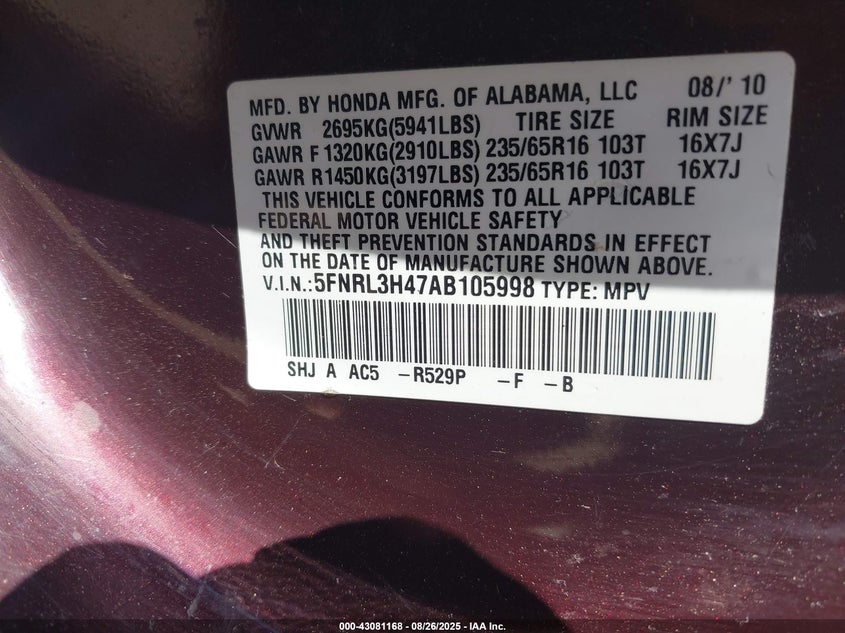 MFD. BY HONDA MFG. OF ALABAMA, LLC 08/' 10
GVWR 2695KG(5941LBS) TIRE SIZE RIM SIZE
GAWR F1320KG(2910LBS) 235/65R16 103T 16X7J
GAWR R1450KG(3197LBS) 235/65R16 103T 16X7J
THIS VEHICLE CONFORMS TO ALL APPLICABLE
FEDERAL MOTOR VEHICLE SAFETY
AND THEFT PREVENTION STANDARDS IN EFFECT
ON THE DATE OF MANUFACTURE SHOWN ABOVE.
V.I.N.:5FNRL3H47AB105998 TYPE: MPV
SHJ A AC5 -R529P -F -B
000-43081168 - 08/26/2025 - IAA Inc.